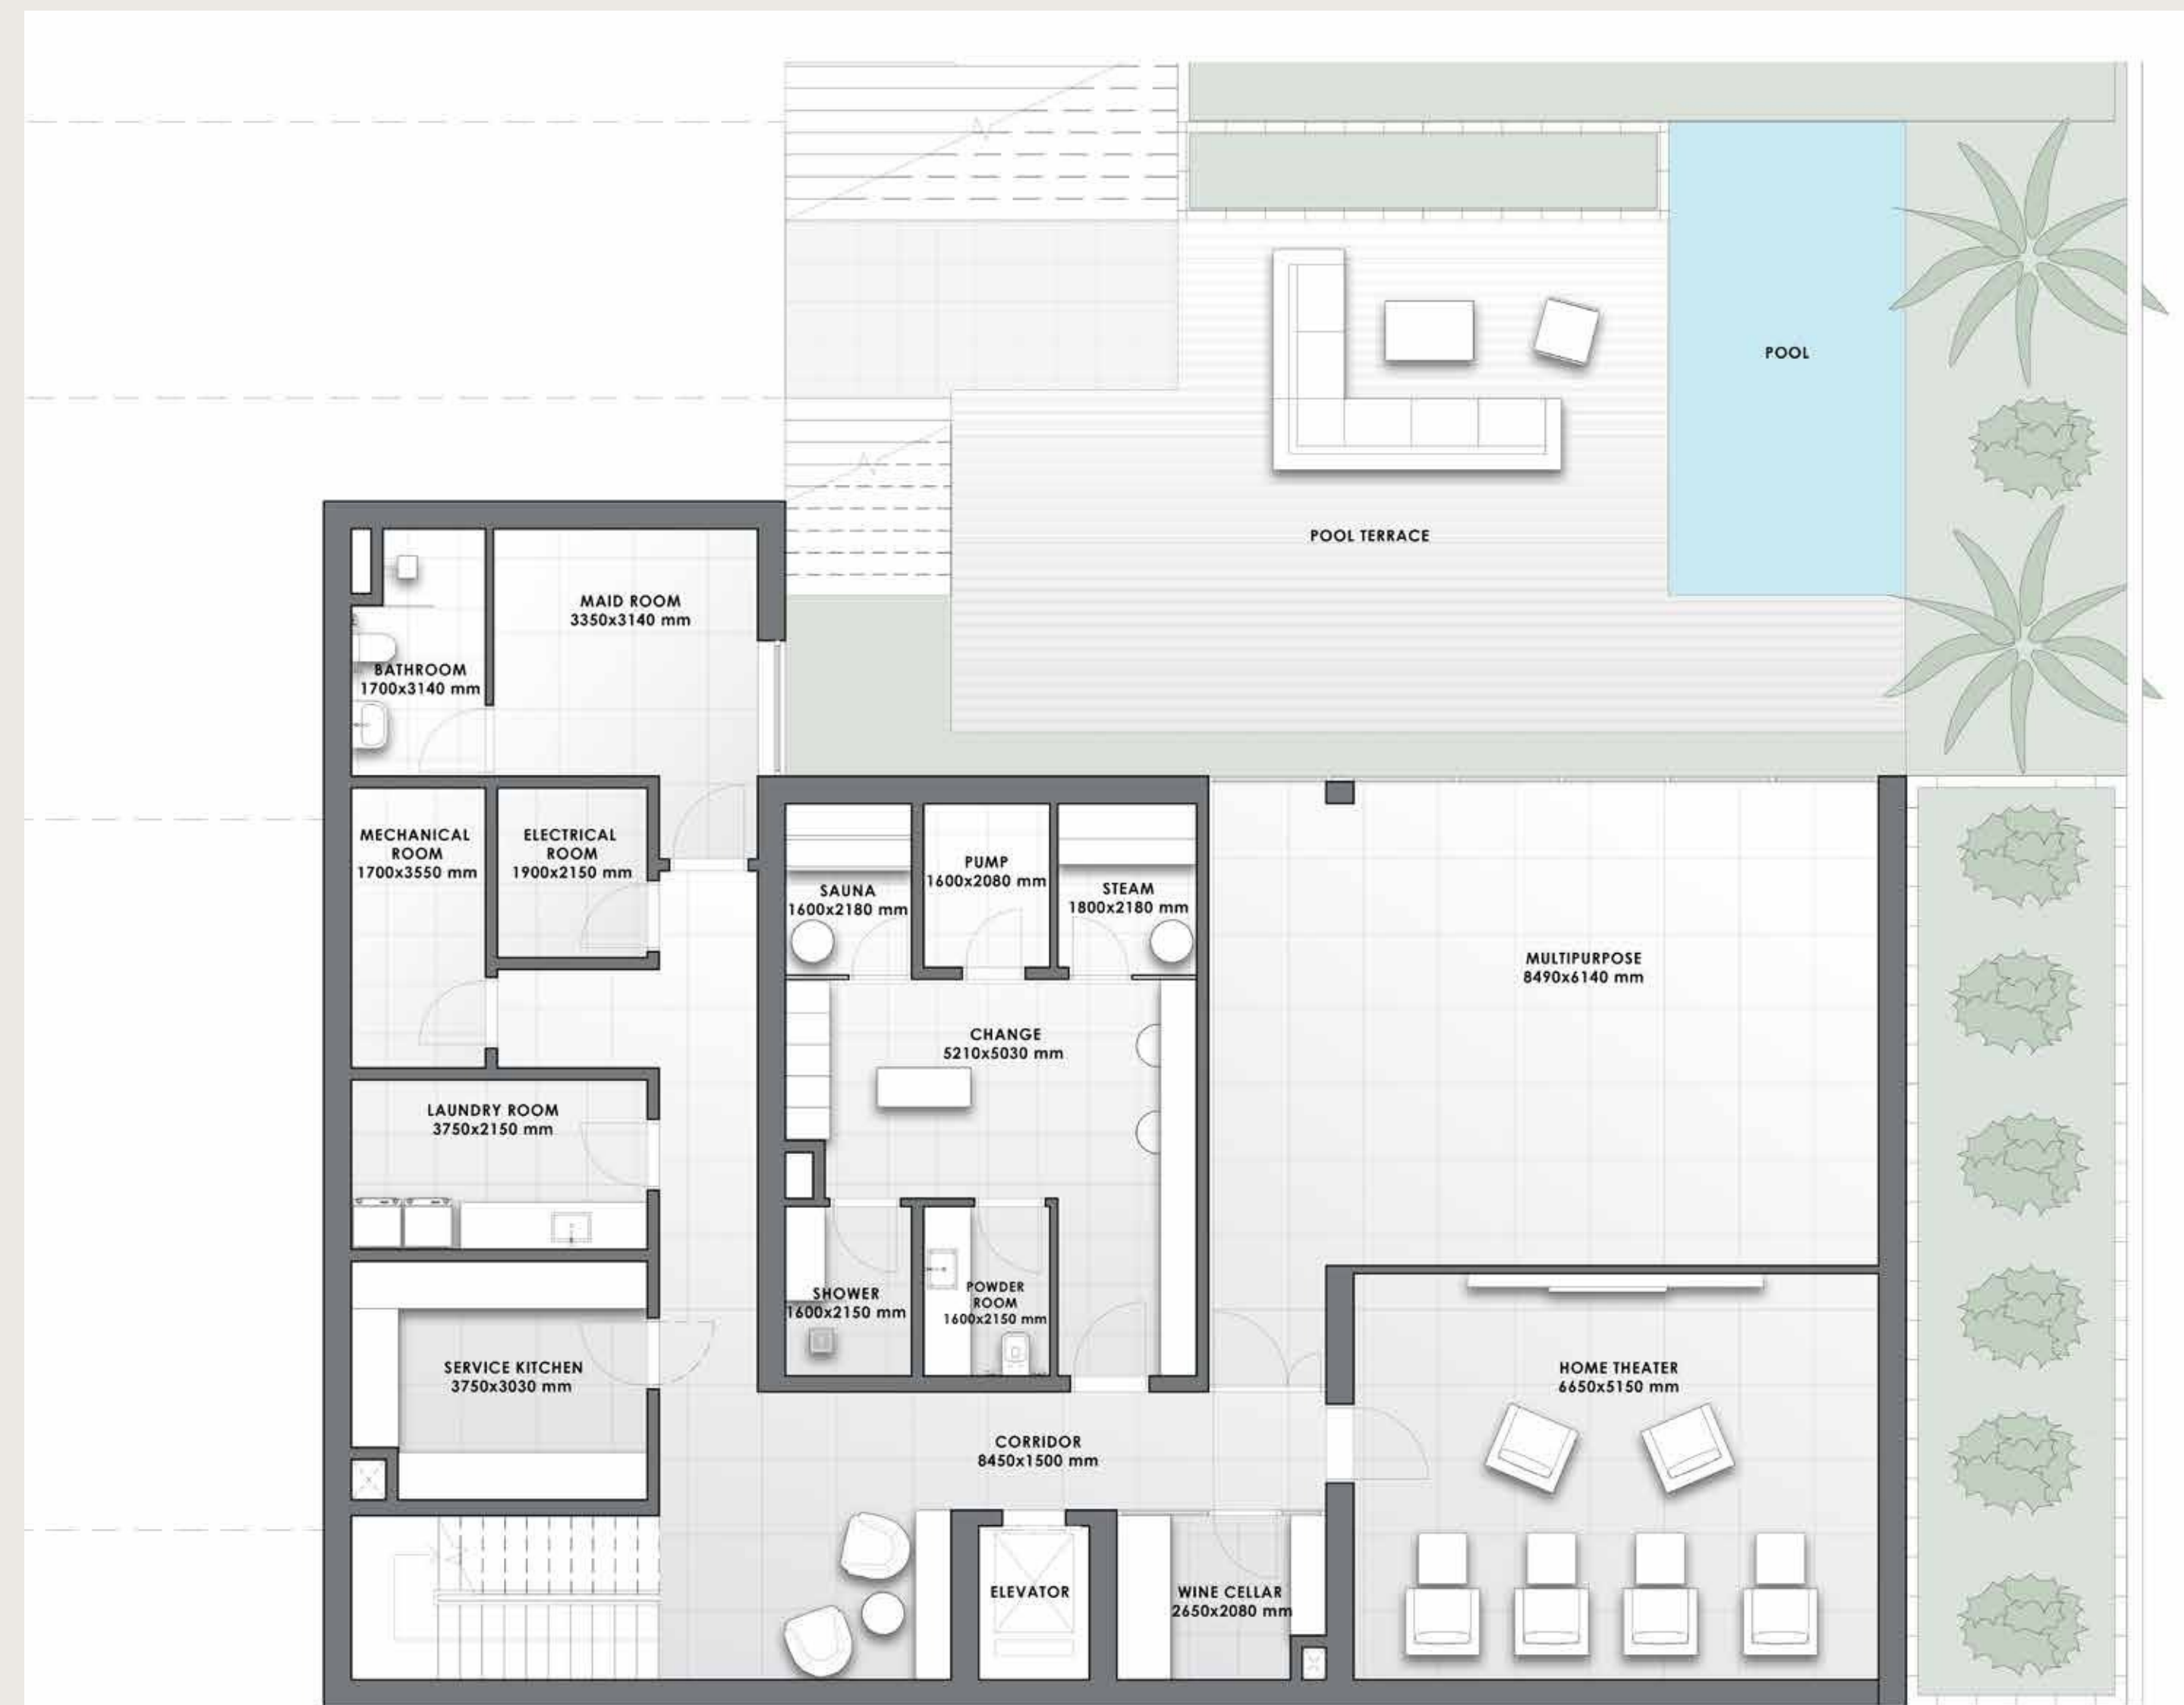 POOL
POOL TERRACE
MAID ROOM
3350x3140 mm
BATHROOM
1700x3140 mm
MECHANICAL
ROOM
1700x3550 mm
ELECTRICAL
ROOM
1900x2150 mm
SAUNA
1600x2180 mm
PUMP
1600x2080 mm
STEAM
1800x2180 mm
MULTIPURPOSE
8490x6140 mm
CHANGE
5210x5030 mm
LAUNDRY ROOM
3750x2150 mm
SHOWER
1600x2150 mm
POWDER
ROOM
1600x2150 mm
SERVICE KITCHEN
3750x3030 mm
HOME THEATER
6650x5150 mm
CORRIDOR
8450x1500 mm
ELEVATOR
WINE CELLAR
2650x2080 mm